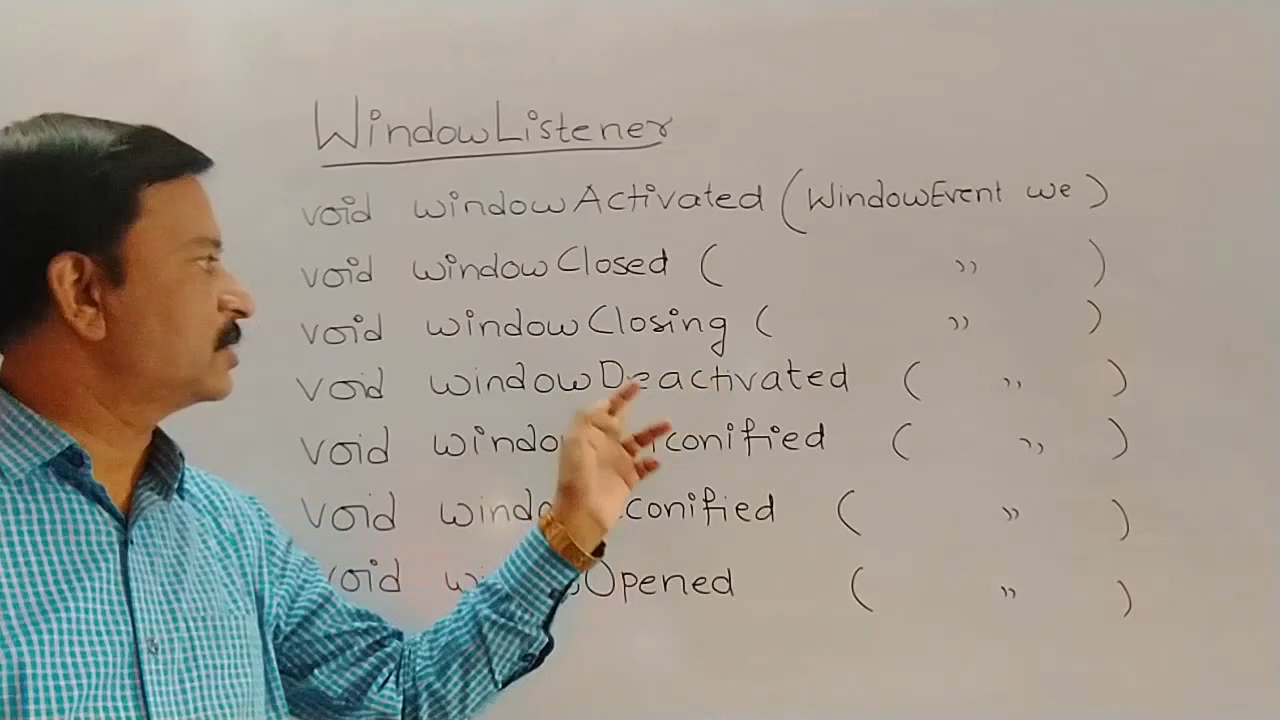 WindowListener
void windowActivated (WindowEvent we)
void windowClosed ( ,, )
void windowClosing ( ,, )
void windowDeactivated ( ,, )
void conified ( ,, )
void conified ( ,, )
void Opened ( ,, )